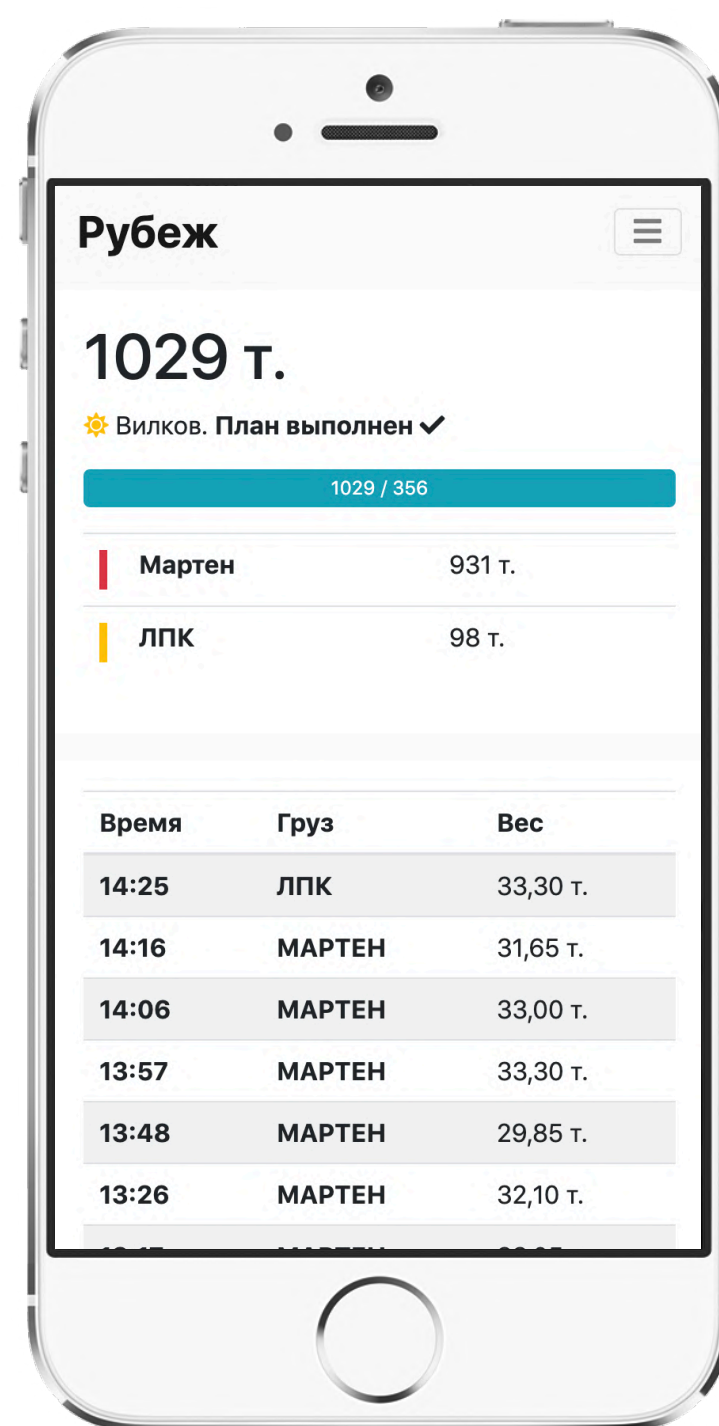 Рубеж
1029 т.
Вилков. План выполнен
1029 / 356
Мартен 931 т.
ЛПК 98 т.
Время Груз Вес
14:25 ЛПК 33,30 т.
14:16 МАРТЕН 31,65 т.
14:06 МАРТЕН 33,00 т.
13:57 МАРТЕН 33,30 т.
13:48 МАРТЕН 29,85 т.
13:26 МАРТЕН 32,10 т.